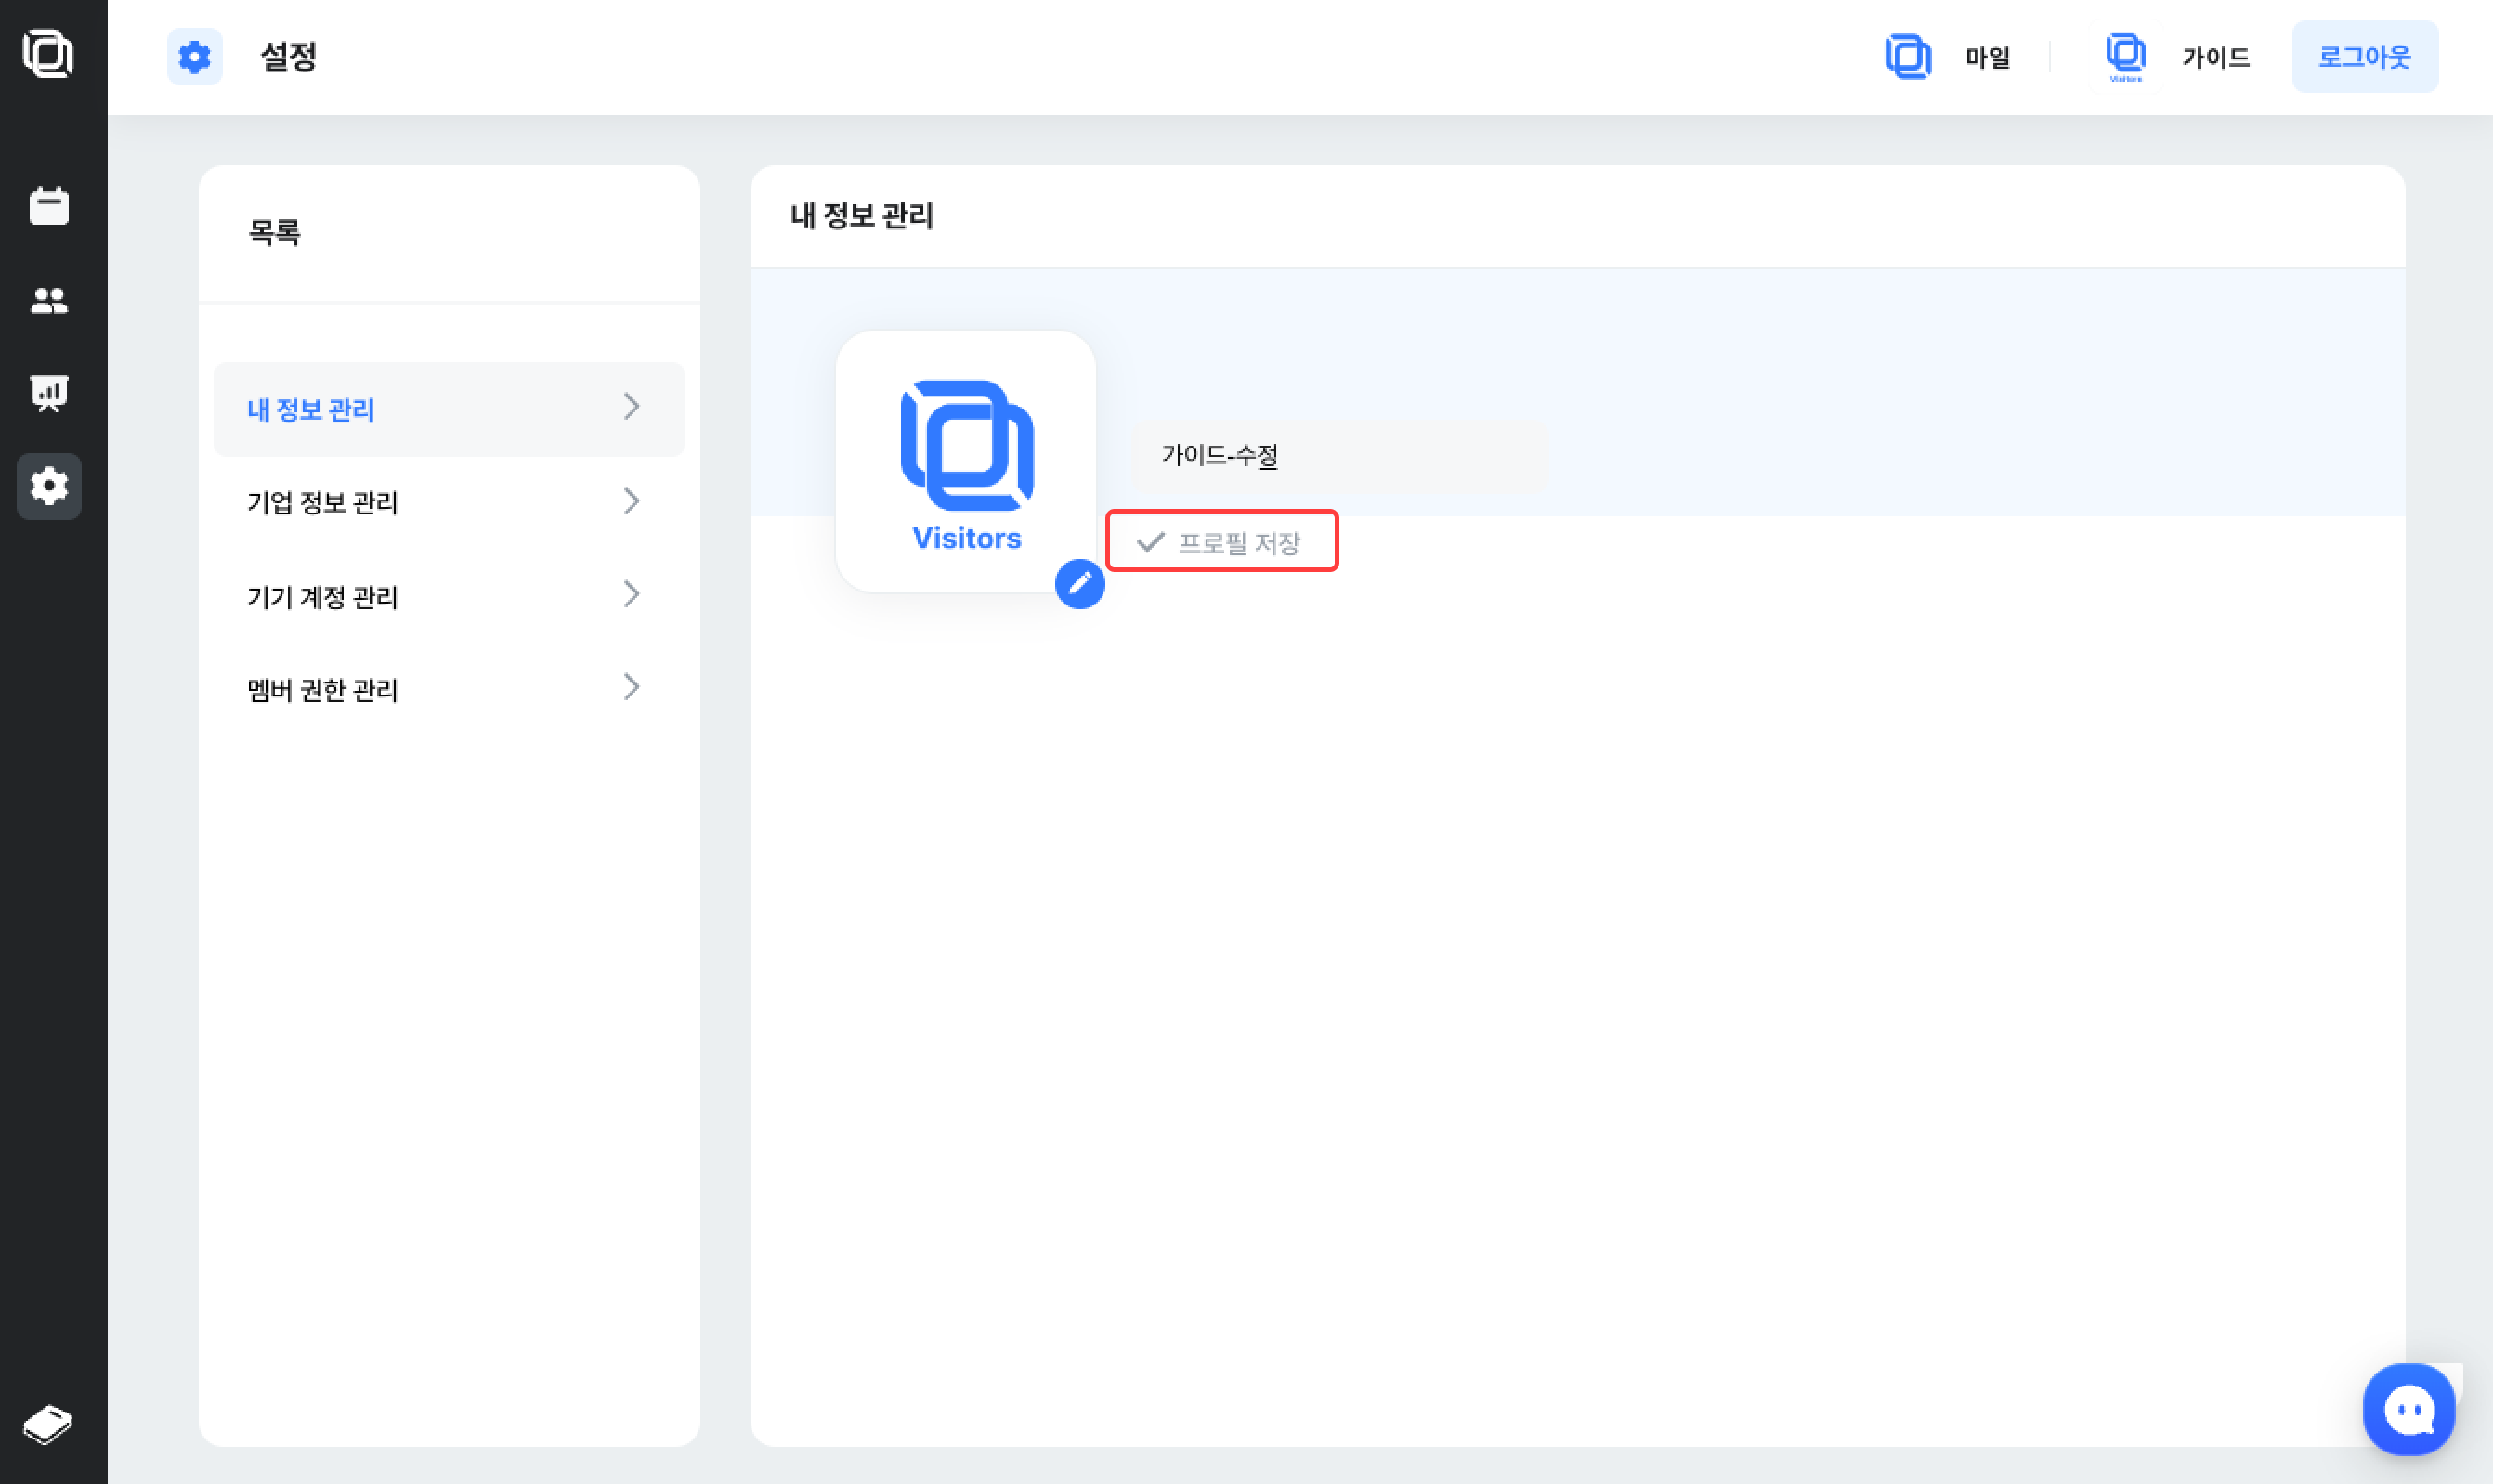 설정
마일
Visitors
가이드
로그아웃
목록
내 정보 관리
기업 정보 관리
기기 계정 관리
멤버 권한 관리
내 정보 관리
Visitors
가이드-수정
프로필 저장